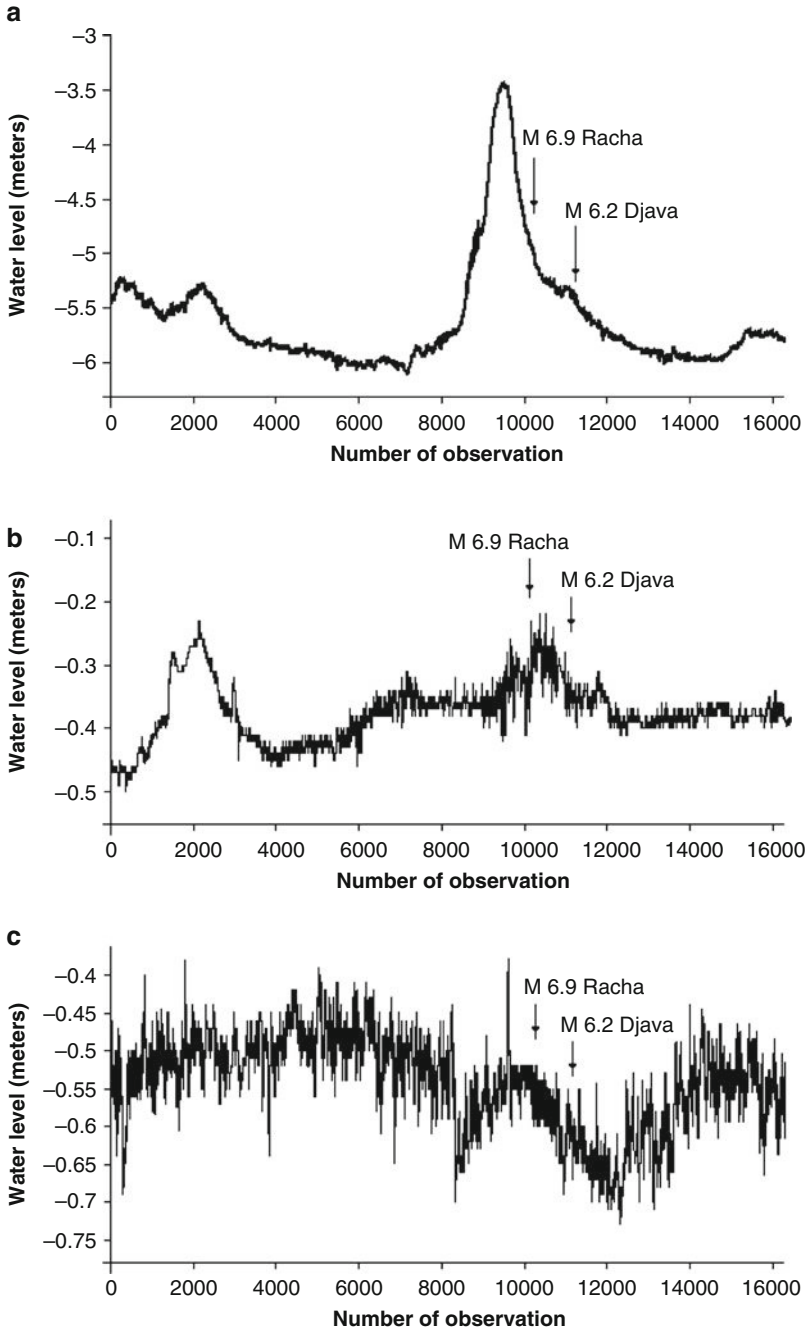 a
Water level (meters)
–3
–3.5
–4
–4.5
–5
–5.5
–6
M 6.9 Racha
M 6.2 Djava
0 2000 4000 6000 8000 10000 12000 14000 16000
Number of observation
b
Water level (meters)
–0.1
–0.2
–0.3
–0.4
–0.5
M 6.9 Racha
M 6.2 Djava
0 2000 4000 6000 8000 10000 12000 14000 16000
Number of observation
c
Water level (meters)
–0.4
–0.45
–0.5
–0.55
–0.6
–0.65
–0.7
–0.75
M 6.9 Racha
M 6.2 Djava
0 2000 4000 6000 8000 10000 12000 14000 16000
Number of observation